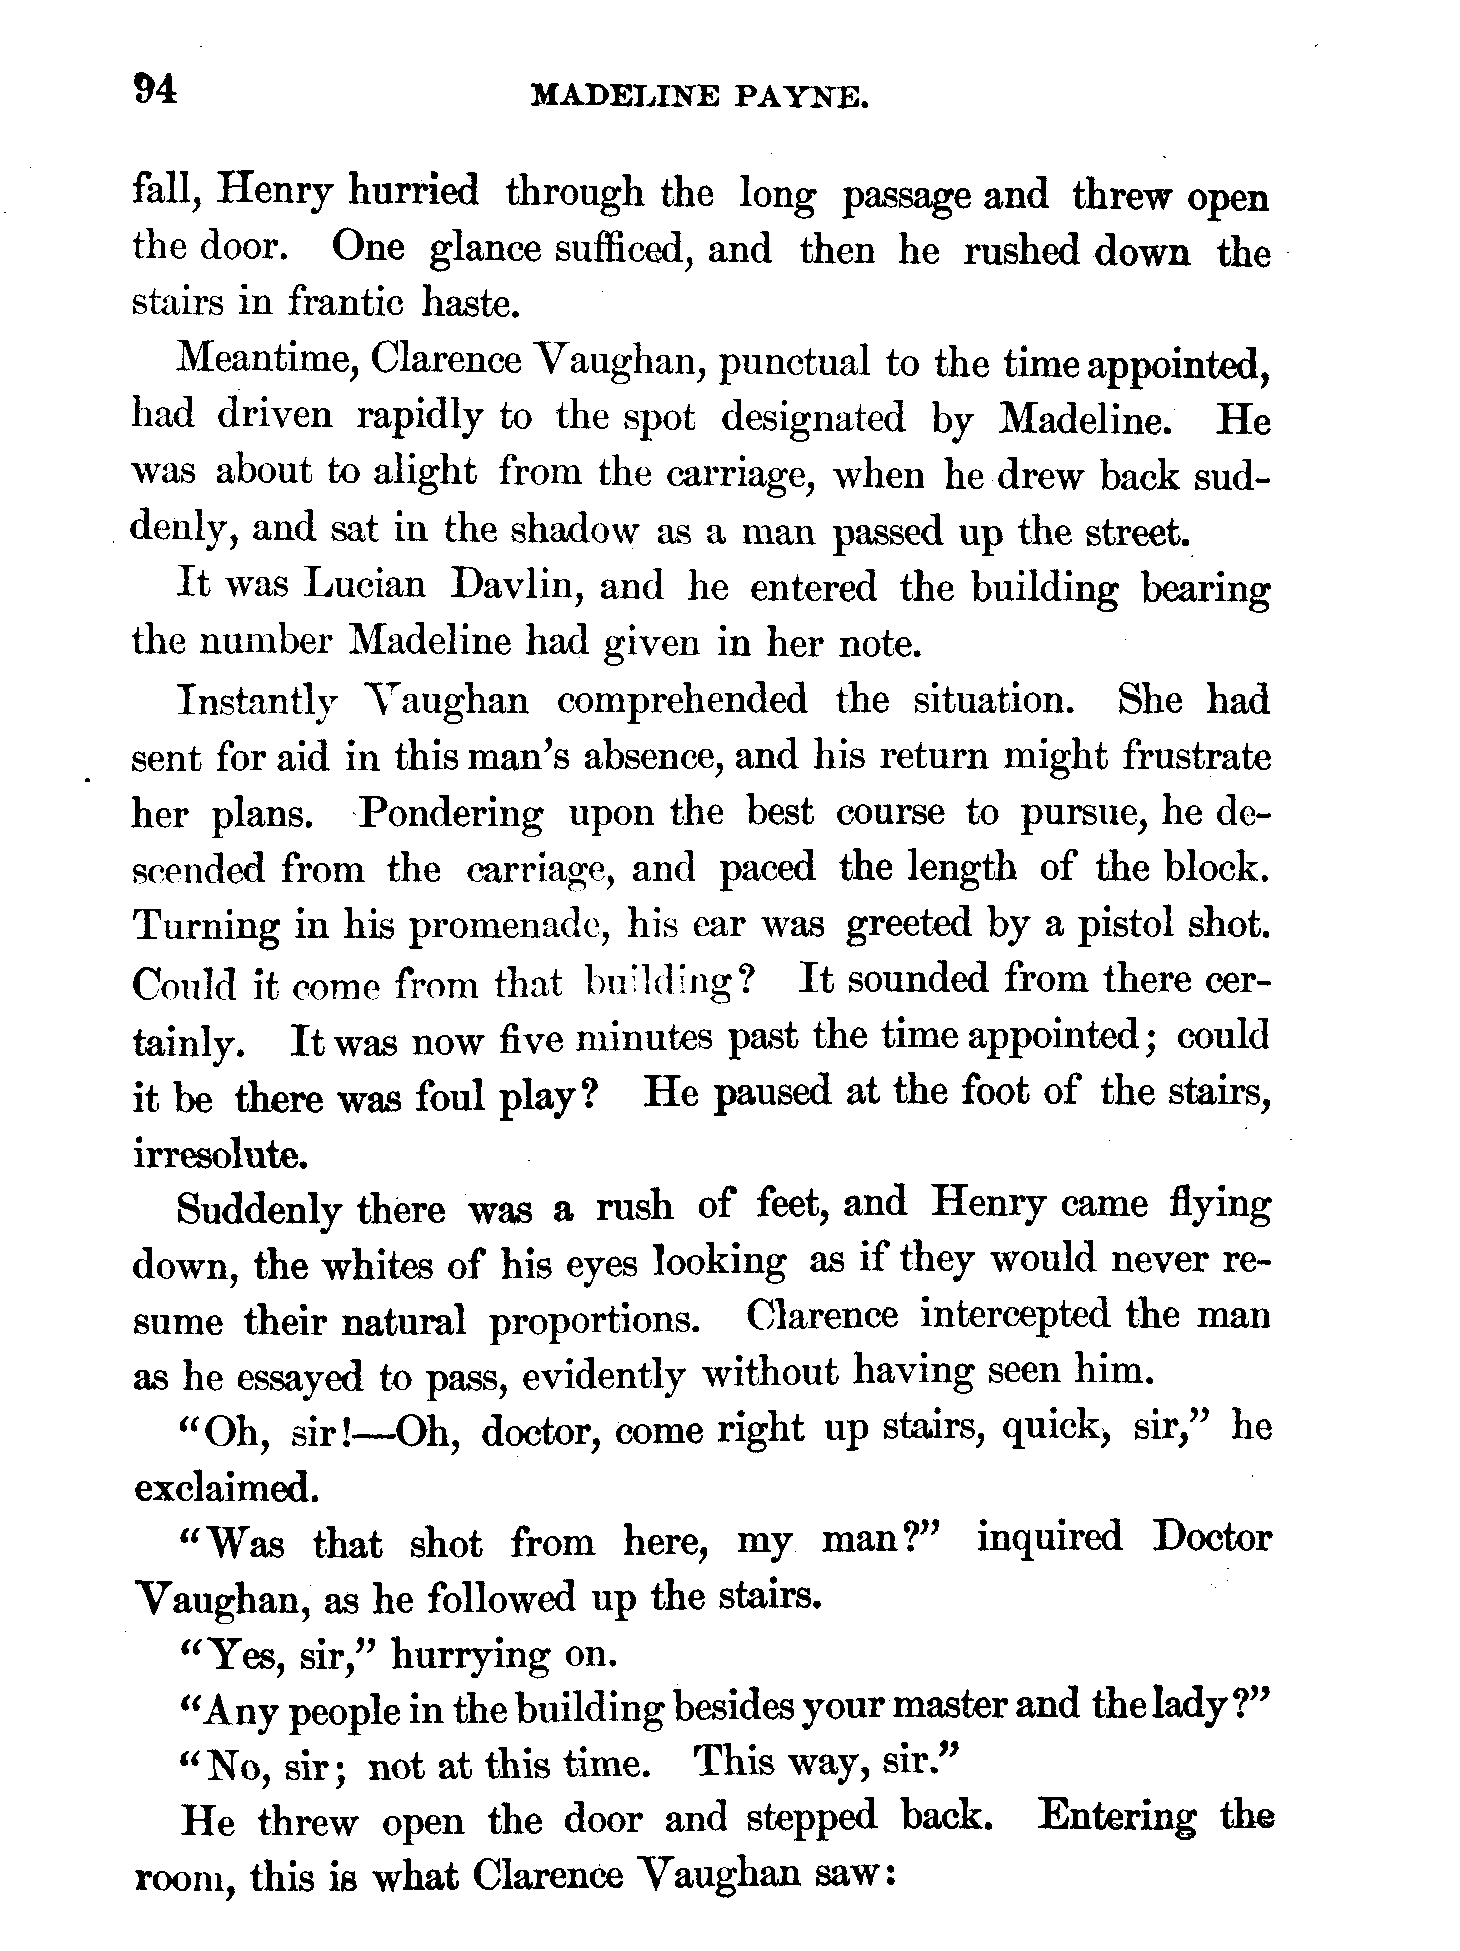 94 MADELINE PAYNE.
fall, Henry hurried through the long passage and threw open
the door. One glance sufficed, and then he rushed down the
stairs in frantic haste.
Meantime, Clarence Vaughan, punctual to the time appointed,
had driven rapidly to the spot designated by Madeline. He
was about to alight from the carriage, when he drew back sud-
denly, and sat in the shadow as a man passed up the street.
It was Lucian Davlin, and he entered the building bearing
the number Madeline had given in her note.
Instantly Vaughan comprehended the situation. She had
sent for aid in this man's absence, and his return might frustrate
her plans. Pondering upon the best course to pursue, he de-
scended from the carriage, and paced the length of the block.
Turning in his promenade, his ear was greeted by a pistol shot.
Could it come from that building? It sounded from there cer-
tainly. It was now five minutes past the time appointed; could
it be there was foul play? He paused at the foot of the stairs,
irresolute.
Suddenly there was a rush of feet, and Henry came flying
down, the whites of his eyes looking as if they would never re-
sume their natural proportions. Clarence intercepted the man
as he essayed to pass, evidently without having seen him.
"Oh, sir!—Oh, doctor, come right up stairs, quick, sir," he
exclaimed.
"Was that shot from here, my man?" inquired Doctor
Vaughan, as he followed up the stairs.
"Yes, sir," hurrying on.
"Any people in the building besides your master and the lady?"
"No, sir; not at this time. This way, sir."
He threw open the door and stepped back. Entering the
room, this is what Clarence Vaughan saw: